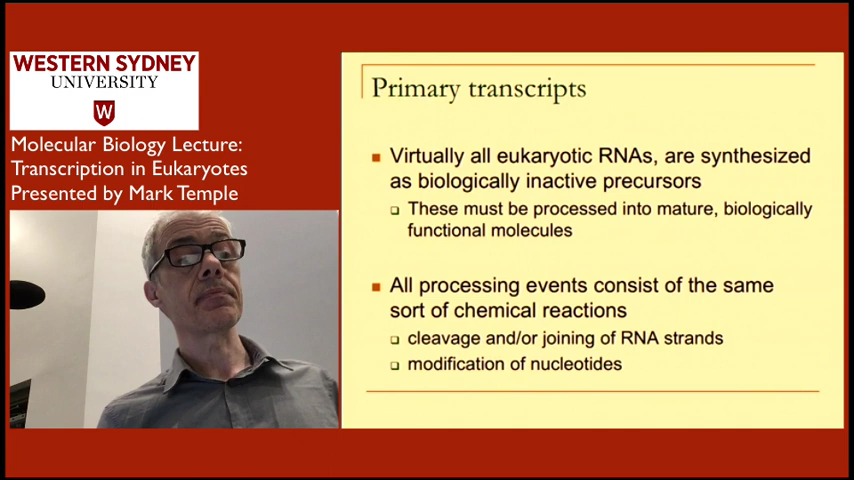 WESTERN SYDNEY
UNIVERSITY
W
Molecular Biology Lecture:
Transcription in Eukaryotes
Presented by Mark Temple
Primary transcripts
Virtually all eukaryotic RNAs, are synthesized
as biologically inactive precursors
These must be processed into mature, biologically
functional molecules
All processing events consist of the same
sort of chemical reactions
cleavage and/or joining of RNA strands
modification of nucleotides